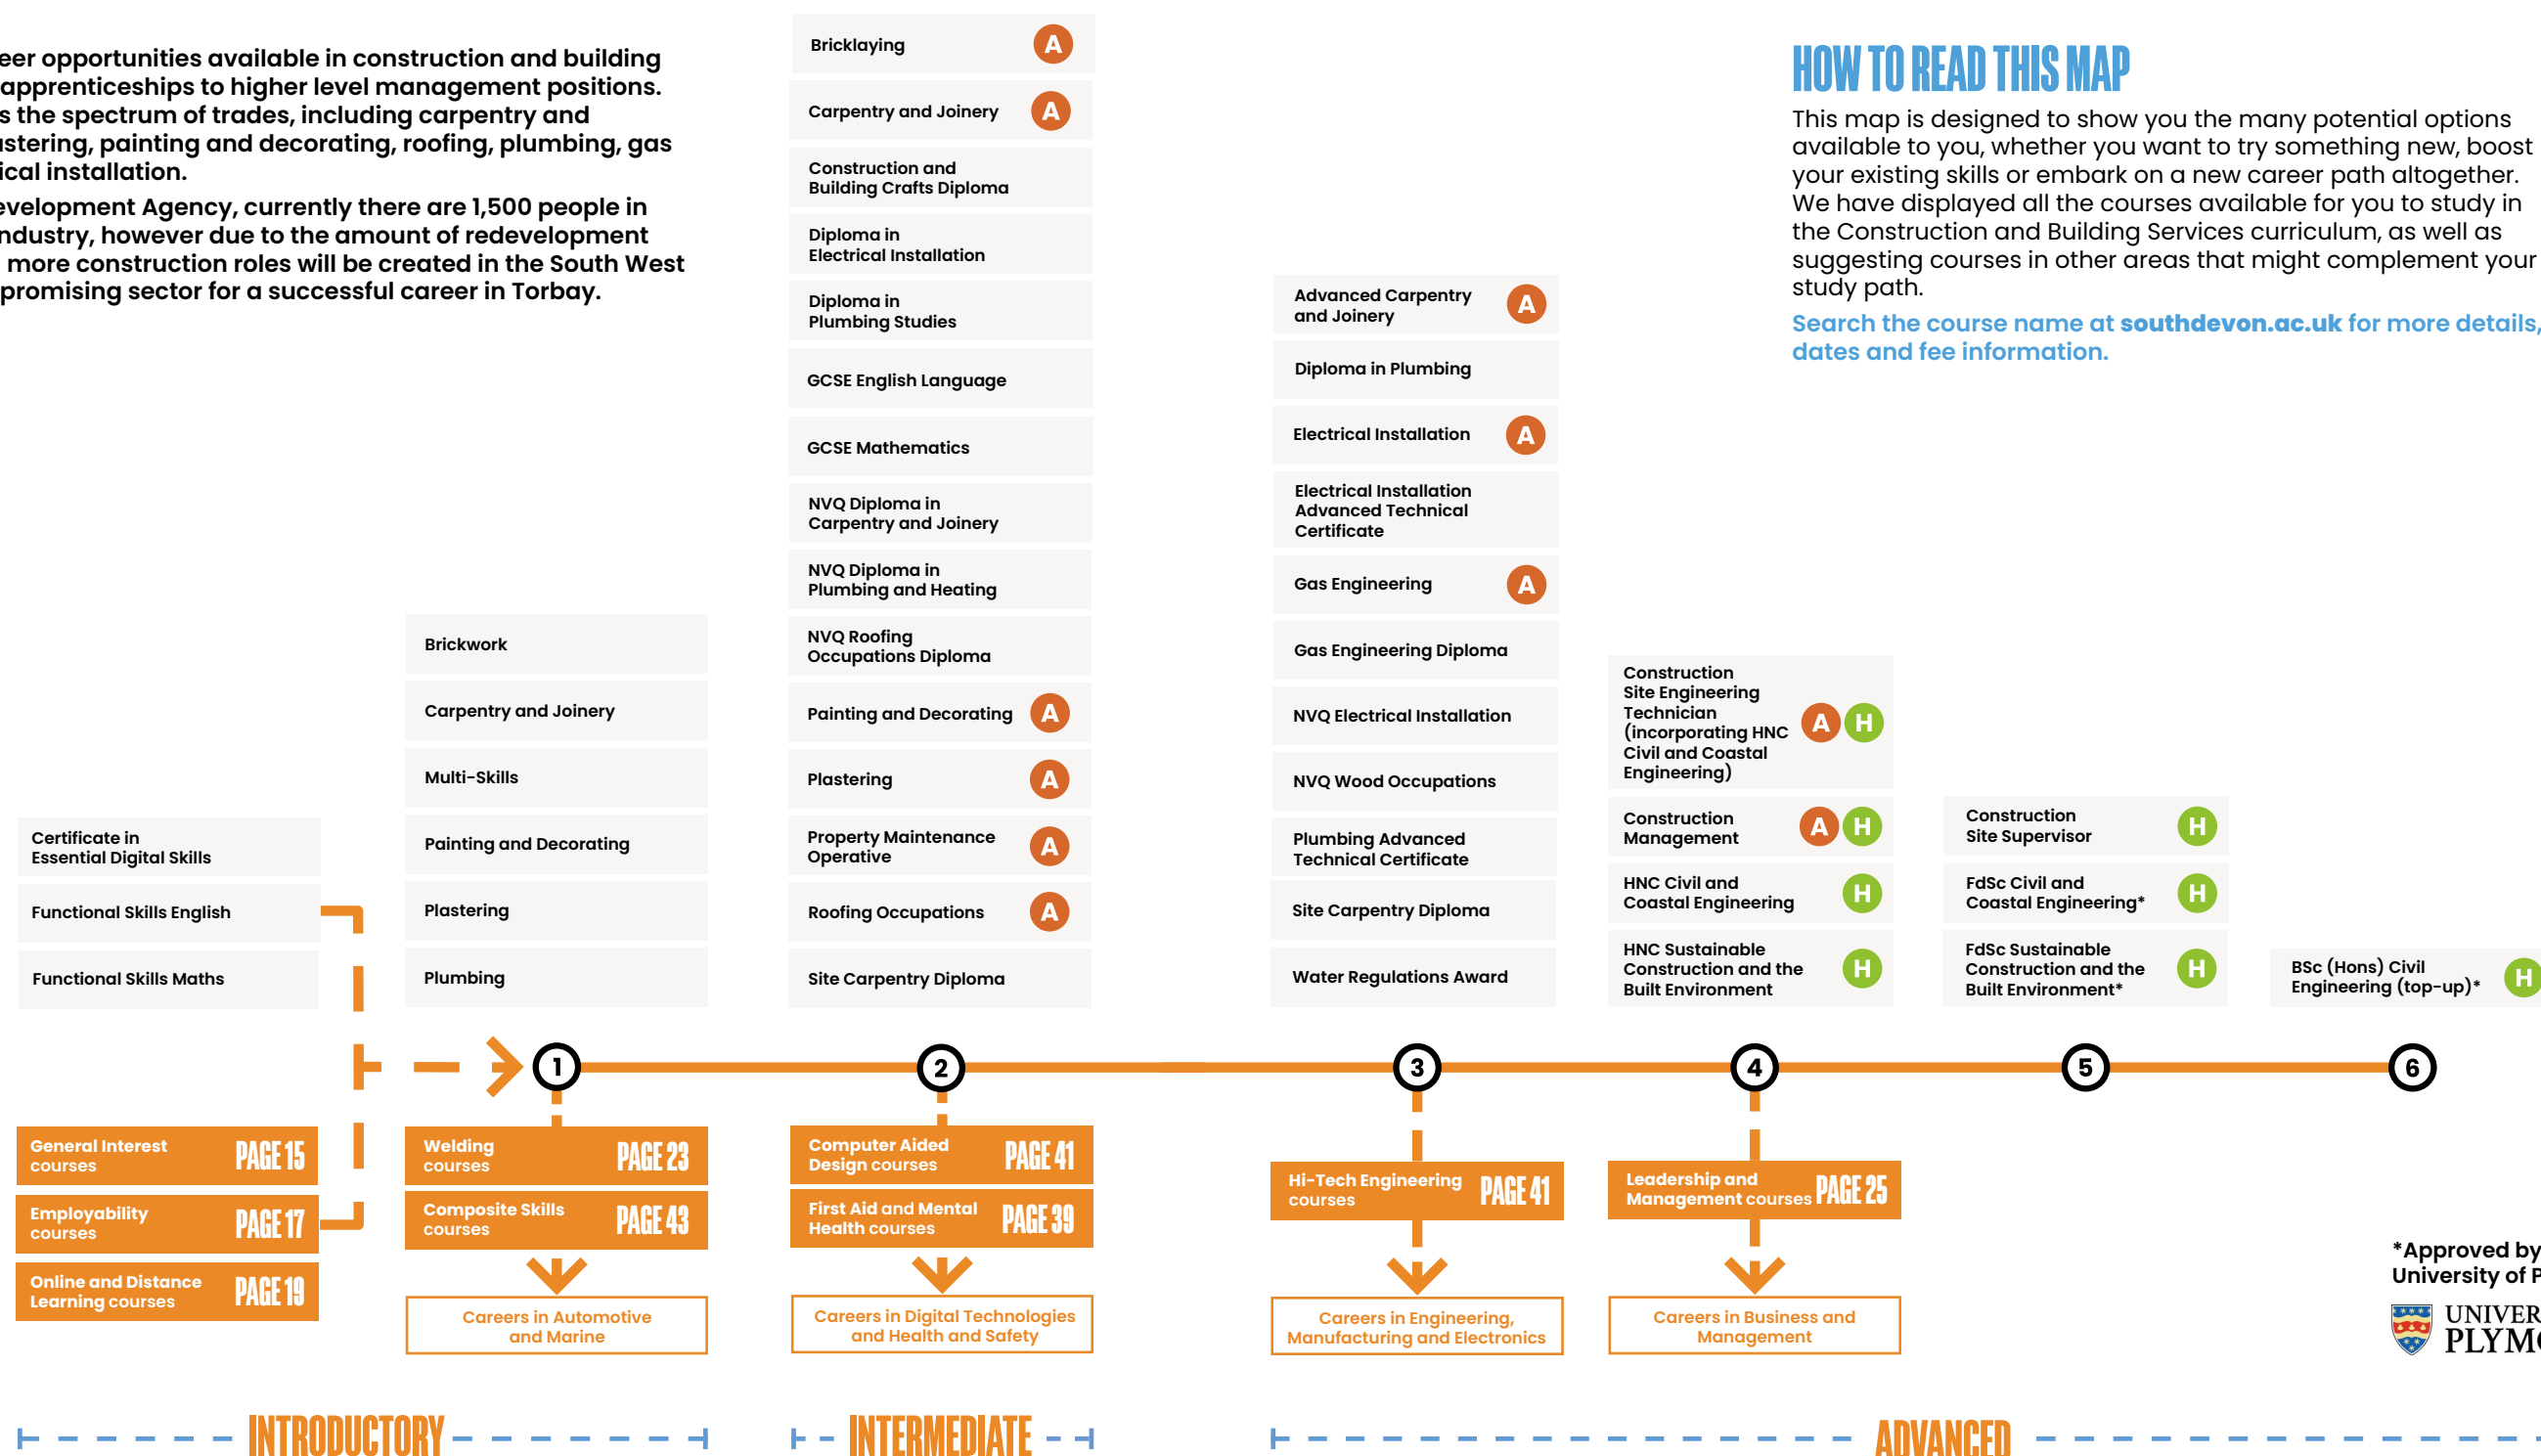 eer opportunities available in construction and building
apprenticeships to higher level management positions.
s the spectrum of trades, including carpentry and
astering, painting and decorating, roofing, plumbing, gas
ical installation.
evelopment Agency, currently there are 1,500 people in
ndustry, however due to the amount of redevelopment
more construction roles will be created in the South West
promising sector for a successful career in Torbay.
HOW TO READ THIS MAP
This map is designed to show you the many potential options
available to you, whether you want to try something new, boost
your existing skills or embark on a new career path altogether.
We have displayed all the courses available for you to study in
the Construction and Building Services curriculum, as well as
suggesting courses in other areas that might complement your
study path.
Search the course name at southdevon.ac.uk for more details,
dates and fee information.
Certificate in
Essential Digital Skills
Functional Skills English
Functional Skills Maths
Brickwork
Carpentry and Joinery
Multi-Skills
Painting and Decorating
Plastering
Plumbing
Bricklaying A
Carpentry and Joinery A
Construction and
Building Crafts Diploma
Diploma in
Electrical Installation
Diploma in
Plumbing Studies
GCSE English Language
GCSE Mathematics
NVQ Diploma in
Carpentry and Joinery
NVQ Diploma in
Plumbing and Heating
NVQ Roofing
Occupations Diploma
Painting and Decorating A
Plastering A
Property Maintenance
Operative A
Roofing Occupations A
Site Carpentry Diploma
Advanced Carpentry
and Joinery A
Diploma in Plumbing
Electrical Installation A
Electrical Installation
Advanced Technical
Certificate
Gas Engineering A
Gas Engineering Diploma
NVQ Electrical Installation
NVQ Wood Occupations
Plumbing Advanced
Technical Certificate
Site Carpentry Diploma
Water Regulations Award
Construction
Site Engineering
Technician
(incorporating HNC
Civil and Coastal
Engineering) A H
Construction
Management A H
HNC Civil and
Coastal Engineering H
HNC Sustainable
Construction and the
Built Environment H
Construction
Site Supervisor H
FdSc Civil and
Coastal Engineering* H
FdSc Sustainable
Construction and the
Built Environment* H
BSc (Hons) Civil
Engineering (top-up)* H
1 2 3 4 5 6
General Interest
courses PAGE 15
Employability
courses PAGE 17
Online and Distance
Learning courses PAGE 19
Welding
courses PAGE 23
Composite Skills
courses PAGE 43
Careers in Automotive
and Marine
Computer Aided
Design courses PAGE 41
First Aid and Mental
Health courses PAGE 39
Careers in Digital Technologies
and Health and Safety
Hi-Tech Engineering
courses PAGE 41
Careers in Engineering,
Manufacturing and Electronics
Leadership and
Management courses PAGE 25
Careers in Business and
Management
*Approved by
University of P
UNIVER
PLYM
INTRODUCTORY
INTERMEDIATE
ADVANCED